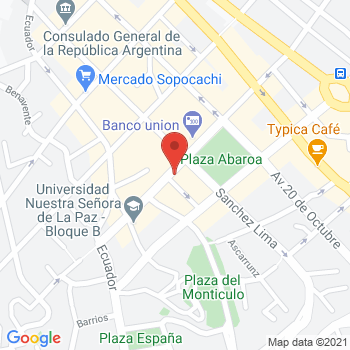 Ecuador
Consulado General de
la República Argentina
Mercado Sopocachi
Benavente
Banco union
Typica Café
Plaza Abaroa
Universidad
Nuestra Señora
de La Paz -
Bloque B
Av. 20 de Octubre
Sanchez Lima
Ascarrunz
Ecuador
Plaza del
Montículo
Barrios
Plaza España
Google
Map data ©2021